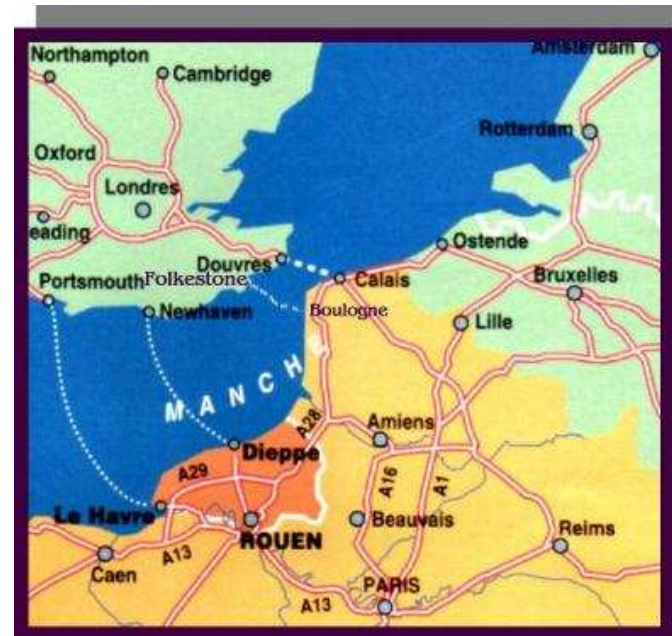 Amsterdam
Northampton
Cambridge
Rotterdam
Oxford
Londres
eading
Douvres
Ostende
Portsmouth
Folkestone
Calais
Bruxelles
Newhaven
Boulogne
Lille
MANCHE
A28
Amiens
Dieppe
A29
A16
A1
Le Havre
ROUEN
Beauvais
Reims
A13
Caen
PARIS
A13